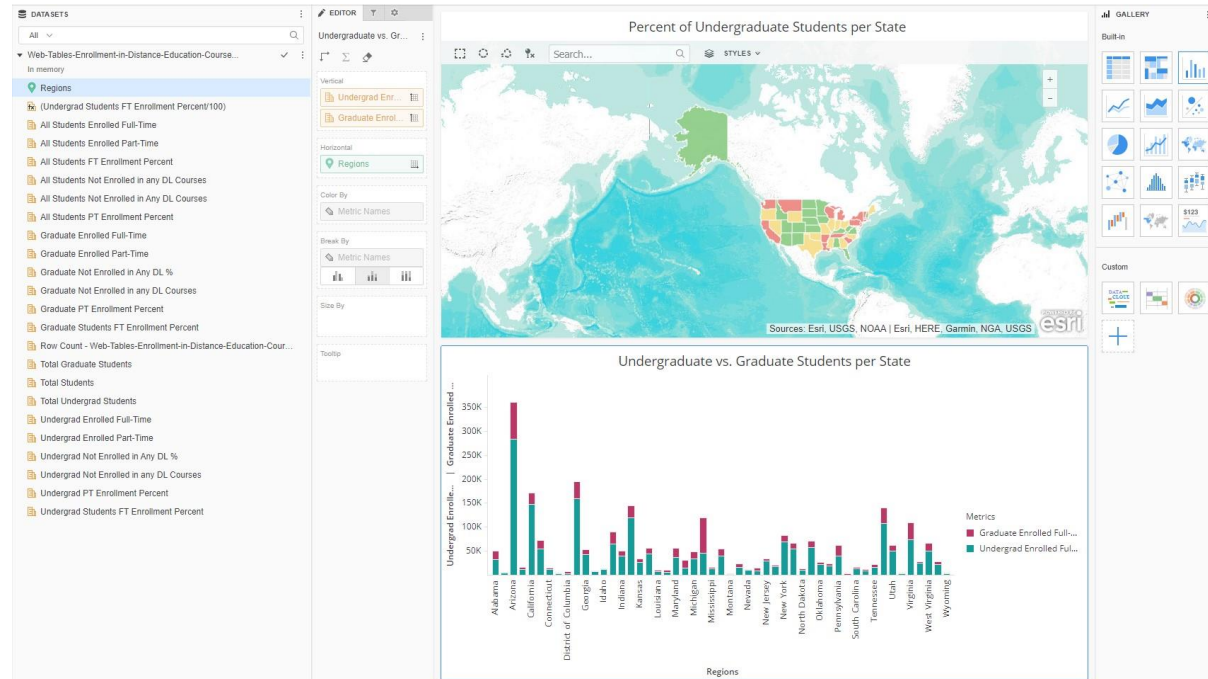 DATASETS
All
Web-Tables-Enrollment-in-Distance-Education-Course...
In memory
Regions
(Undergrad Students FT Enrollment Percent/100)
All Students Enrolled Full-Time
All Students Enrolled Part-Time
All Students FT Enrollment Percent
All Students Not Enrolled in any DL Courses
All Students Not Enrolled in any DL Courses
All Students PT Enrollment Percent
Graduate Enrolled Full-Time
Graduate Enrolled Part-Time
Graduate Not Enrolled in Any DL %
Graduate Not Enrolled in any DL Courses
Graduate PT Enrollment Percent
Graduate Students FT Enrollment Percent
Row Count - Web-Tables-Enrollment-in-Distance-Education-Cour...
Total Graduate Students
Total Students
Total Undergrad Students
Undergrad Enrolled Full-Time
Undergrad Enrolled Part-Time
Undergrad Not Enrolled in Any DL %
Undergrad Not Enrolled in any DL Courses
Undergrad PT Enrollment Percent
Undergrad Students FT Enrollment Percent
EDITOR
Undergraduate vs. Gr...
Vertical
Undergrad Enr...
Graduate Enrol...
Horizontal
Regions
Color By
Metric Names
Break By
Metric Names
Size By
Tooltip
Percent of Undergraduate Students per State
Search...
STYLES
Sources: Esri, USGS, NOAA | Esri, HERE, Garmin, NGA, USGS
esri
Undergraduate vs. Graduate Students per State
Undergrad Enrolle... | Graduate Enrolled ...
350K
300K
250K
200K
150K
100K
50K
Alabama
Arizona
California
Connecticut
District of Columbia
Georgia
Idaho
Indiana
Kansas
Louisiana
Maryland
Michigan
Mississippi
Montana
Nevada
New Jersey
New York
North Dakota
Oklahoma
Pennsylvania
South Carolina
Tennessee
Utah
Virginia
West Virginia
Wyoming
Regions
Metrics
Graduate Enrolled Full-...
Undergrad Enrolled Ful...
GALLERY
Built-in
$123
Custom
DATA
CLOUT